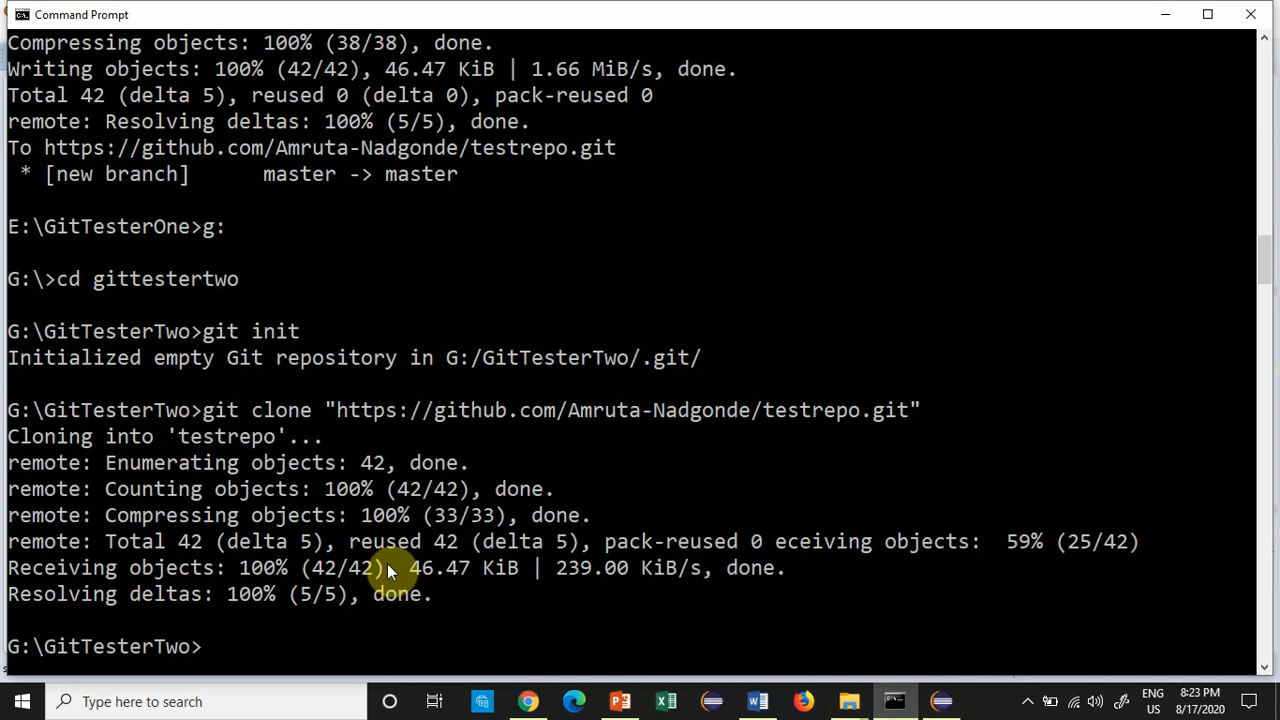 Command Prompt
Compressing objects: 100% (38/38), done.
Writing objects: 100% (42/42), 46.47 KiB | 1.66 MiB/s, done.
Total 42 (delta 5), reused 0 (delta 0), pack-reused 0
remote: Resolving deltas: 100% (5/5), done.
To https://github.com/Amruta-Nadgonde/testrepo.git
* [new branch]      master -> master
E:\GitTesterOne>g:
G:\>cd gittestertwo
G:\GitTesterTwo>git init
Initialized empty Git repository in G:/GitTesterTwo/.git/
G:\GitTesterTwo>git clone "https://github.com/Amruta-Nadgonde/testrepo.git"
Cloning into 'testrepo'...
remote: Enumerating objects: 42, done.
remote: Counting objects: 100% (42/42), done.
remote: Compressing objects: 100% (33/33), done.
remote: Total 42 (delta 5), reused 42 (delta 5), pack-reused 0 eceiving objects:  59% (25/42)
Receiving objects: 100% (42/42), 46.47 KiB | 239.00 KiB/s, done.
Resolving deltas: 100% (5/5), done.
G:\GitTesterTwo>
Type here to search
ENG
US
8:23 PM
8/17/2020